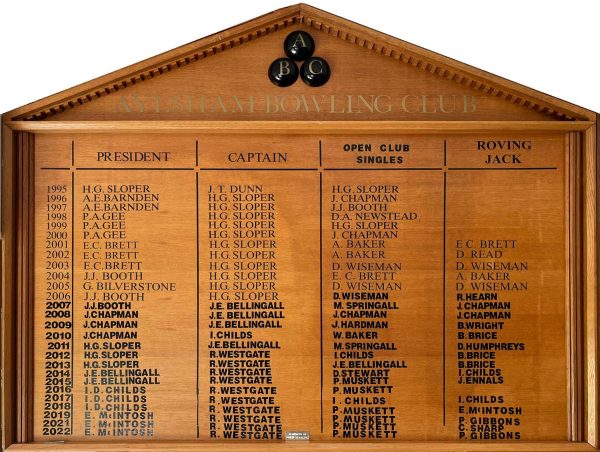 A
B C
AYLSHAM BOWLING CLUB
PRESIDENT CAPTAIN OPEN CLUB SINGLES ROVING JACK
1995 H.G. SLOPER J. T. DUNN H.G. SLOPER
1996 A.E.BARNDEN H.G. SLOPER J. CHAPMAN
1997 A.E.BARNDEN H.G. SLOPER J.J. BOOTH
1998 P.A.GEE H.G. SLOPER D.A. NEWSTEAD
1999 P.A.GEE H.G. SLOPER H.G. SLOPER
2000 P.A.GEE H.G. SLOPER J. CHAPMAN
2001 E.C. BRETT H.G. SLOPER A. BAKER E C. BRETT
2002 E.C. BRETT H.G. SLOPER A. BAKER D. READ
2003 E.C. BRETT H.G. SLOPER D. WISEMAN D. WISEMAN
2004 J.J. BOOTH H.G. SLOPER E. C. BRETT A. BAKER
2005 G. BILVERSTONE H.G. SLOPER D. WISEMAN D. WISEMAN
2006 J.J. BOOTH H.G. SLOPER D.WISEMAN R.HEARN
2007 J.J.BOOTH J.E.BELLINGALL M. SPRINGALL J.CHAPMAN
2008 J.CHAPMAN J.E.BELLINGALL J.CHAPMAN J.CHAPMAN
2009 J.CHAPMAN J.E.BELLINGALL J.HARDMAN B.WRIGHT
2010 J.CHAPMAN I.CHILDS W.BAKER B.BRICE
2011 H.G.SLOPER J.E.BELLINGALL M.SPRINGALL D.HUMPHREYS
2012 H.G.SLOPER R.WESTGATE I.CHILDS B.BRICE
2013 H.G.SLOPER R.WESTGATE J.E.BELLINGALL B.BRICE
2014 J.E.BELLINGALL R.WESTGATE D.STEWART I.CHILDS
2015 J.E.BELLINGALL R.WESTGATE P.MUSKETT J.ENNALS
2016 I.D.CHILDS R.WESTGATE P.MUSKETT
2017 I.D.CHILDS R.WESTGATE I CHILDS I.CHILDS
2018 I.D.CHILDS R.WESTGATE P MUSKETT E.McINTOSH
2019 E. McINTOSH R.WESTGATE P MUSKETT P. GIBBONS
2021 E. McINTOSH R.WESTGATE P MUSKETT C.SHARP
2022 E. McINTOSH R.WESTGATE P MUSKETT P. GIBBONS